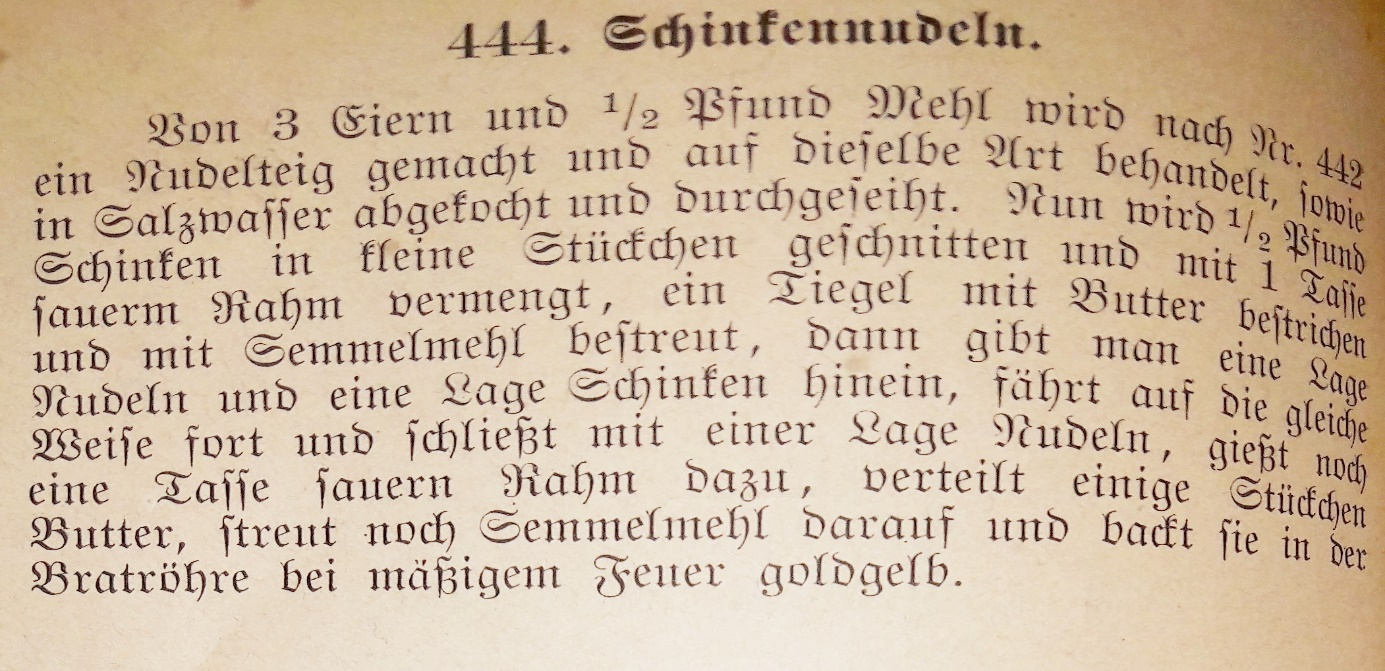 444. Schinkennudeln.
Von 3 Eiern und 1/2 Pfund Mehl wird nach Nr. 442
ein Nudelteig gemacht und auf dieselbe Art behandelt, sowie
in Salzwasser abgekocht und durchgeseiht. Nun wird 1/2 Pfund
Schinken in kleine Stückchen geschnitten und mit 1 Tasse
sauerm Rahm vermengt, ein Tiegel mit Butter bestrichen
und mit Semmelmehl bestreut, dann gibt man eine Lage
Nudeln und eine Lage Schinken hinein, fährt auf die gleiche
Weise fort und schließt mit einer Lage Nudeln, gießt noch
eine Tasse sauern Rahm dazu, verteilt einige Stückchen
Butter, streut noch Semmelmehl darauf und backt sie in der
Bratröhre bei mäßigem Feuer goldgelb.